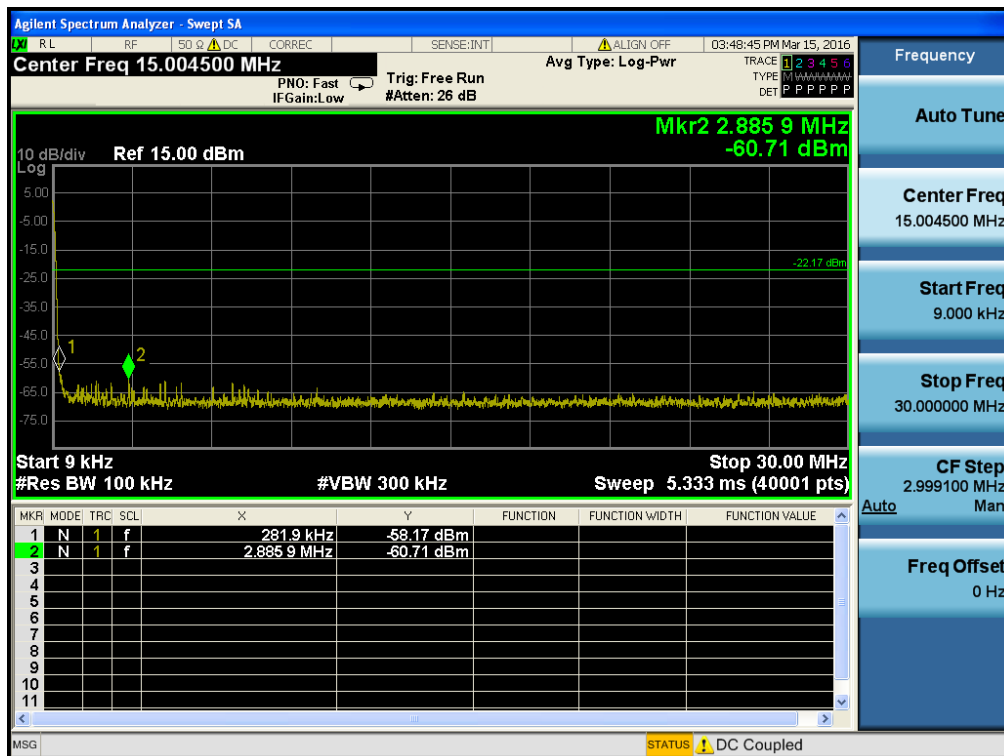 Agilent Spectrum Analyzer - Swept SA
LXI RL RF 50 Ω DC CORREC SENSE:INT ALIGN OFF 03:48:45 PM Mar 15, 2016
Center Freq 15.004500 MHz
PNO: Fast
IFGain:Low
Trig: Free Run
#Atten: 26 dB
Avg Type: Log-Pwr
TRACE 1 2 3 4 5 6
TYPE M
DET P P P P P P
Mkr2 2.885 9 MHz
-60.71 dBm
10 dB/div Ref 15.00 dBm
Log
5.00
-5.00
-15.0
-22.17 dBm
-25.0
-35.0
-45.0
-55.0
-65.0
-75.0
1
2
Start 9 kHz Stop 30.00 MHz
#Res BW 100 kHz #VBW 300 kHz Sweep 5.333 ms (40001 pts)
MKR MODE TRC SCL X Y FUNCTION FUNCTION WIDTH FUNCTION VALUE
1 N 1 f 281.9 kHz -58.17 dBm
2 N 1 f 2.885 9 MHz -60.71 dBm
3
4
5
6
7
8
9
10
11
MSG STATUS DC Coupled
Frequency
Auto Tune
Center Freq
15.004500 MHz
Start Freq
9.000 kHz
Stop Freq
30.000000 MHz
CF Step
2.999100 MHz
Auto Man
Freq Offset
0 Hz